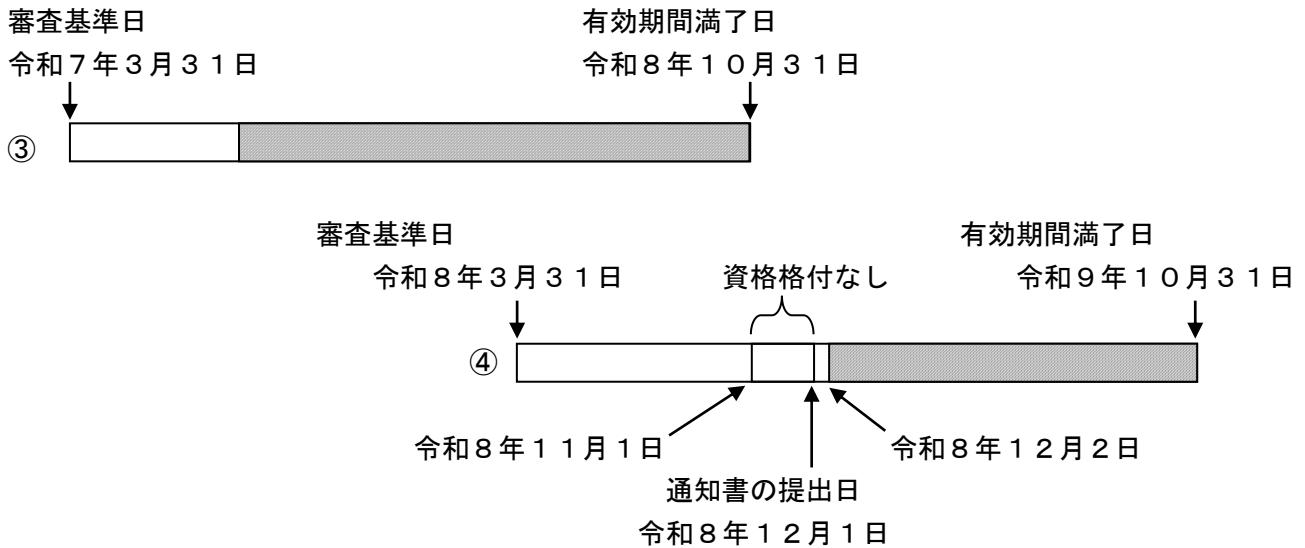 審査基準日
有効期間満了日
令和7年3月31日
令和8年10月31日
③
審査基準日
有効期間満了日
令和8年3月31日
資格格付なし
令和9年10月31日
④
令和8年11月1日
令和8年12月2日
通知書の提出日
令和8年12月1日